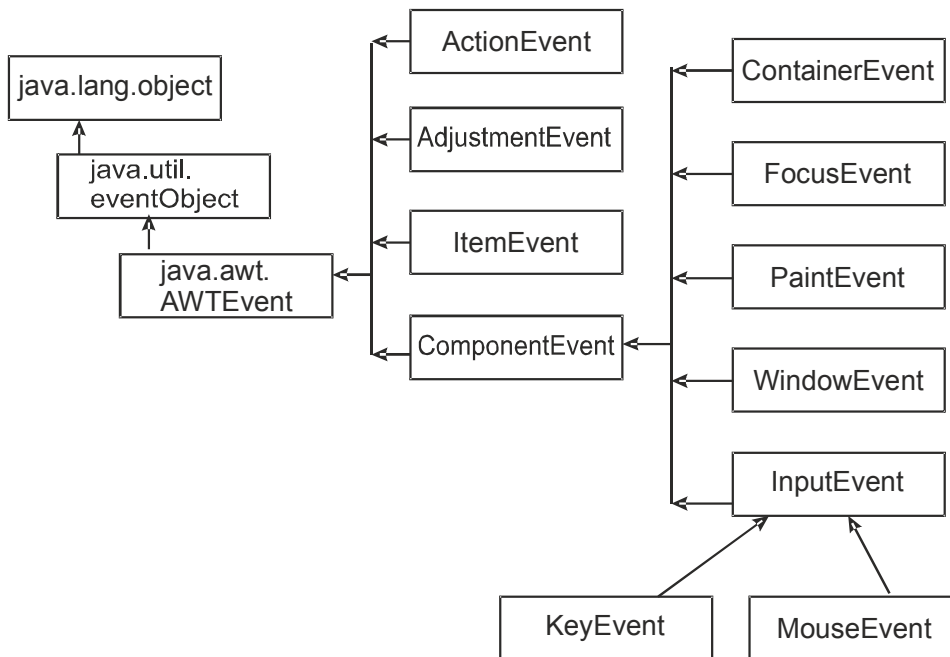 java.lang.object
java.util.
eventObject
java.awt.
AWTEvent
ActionEvent
AdjustmentEvent
ItemEvent
ComponentEvent
ContainerEvent
FocusEvent
PaintEvent
WindowEvent
InputEvent
KeyEvent
MouseEvent